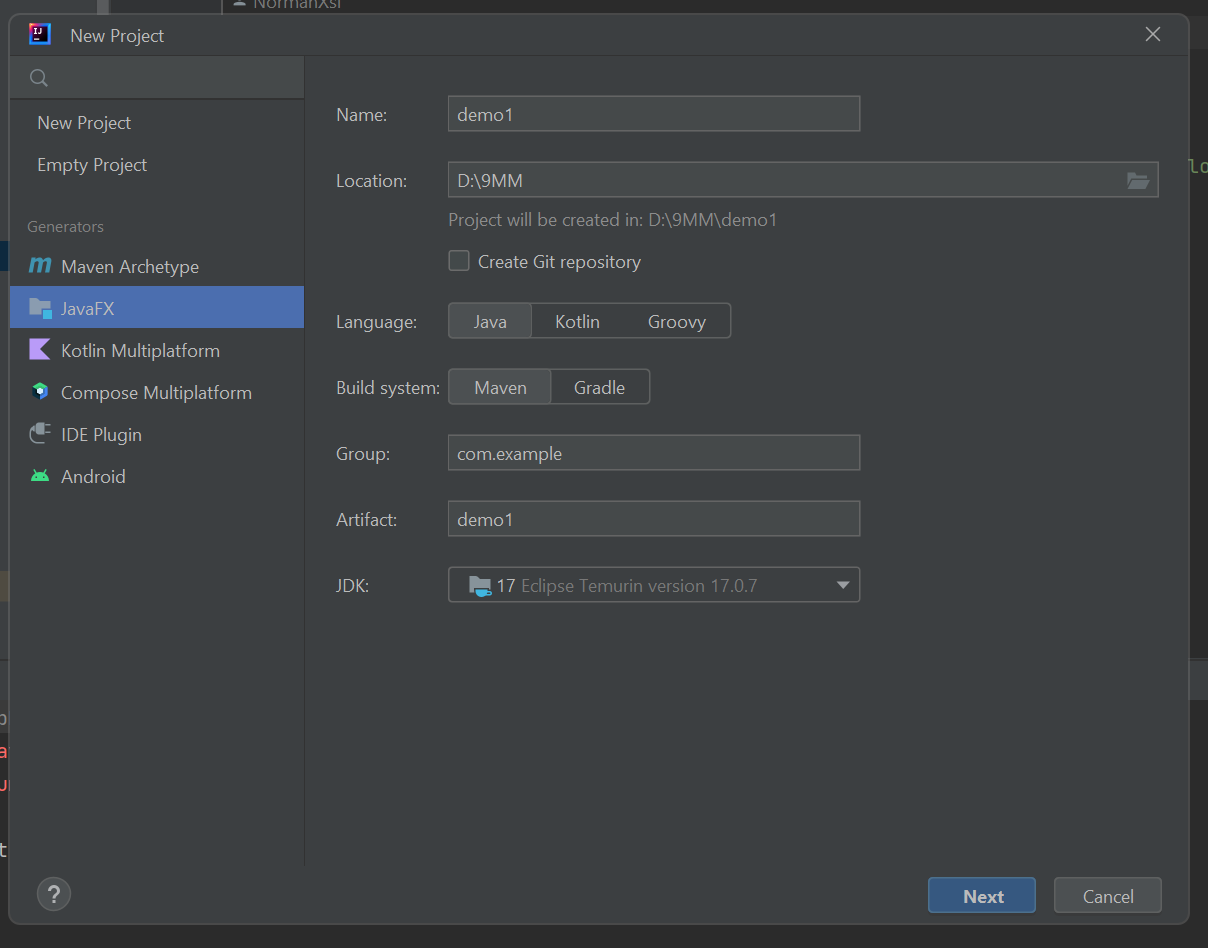 NormanXsl
New Project
New Project
Empty Project
Generators
Maven Archetype
JavaFX
Kotlin Multiplatform
Compose Multiplatform
IDE Plugin
Android
Name: demo1
Location: D:\9MM
Project will be created in: D:\9MM\demo1
Create Git repository
Language: Java Kotlin Groovy
Build system: Maven Gradle
Group: com.example
Artifact: demo1
JDK: 17 Eclipse Temurin version 17.0.7
? Next Cancel